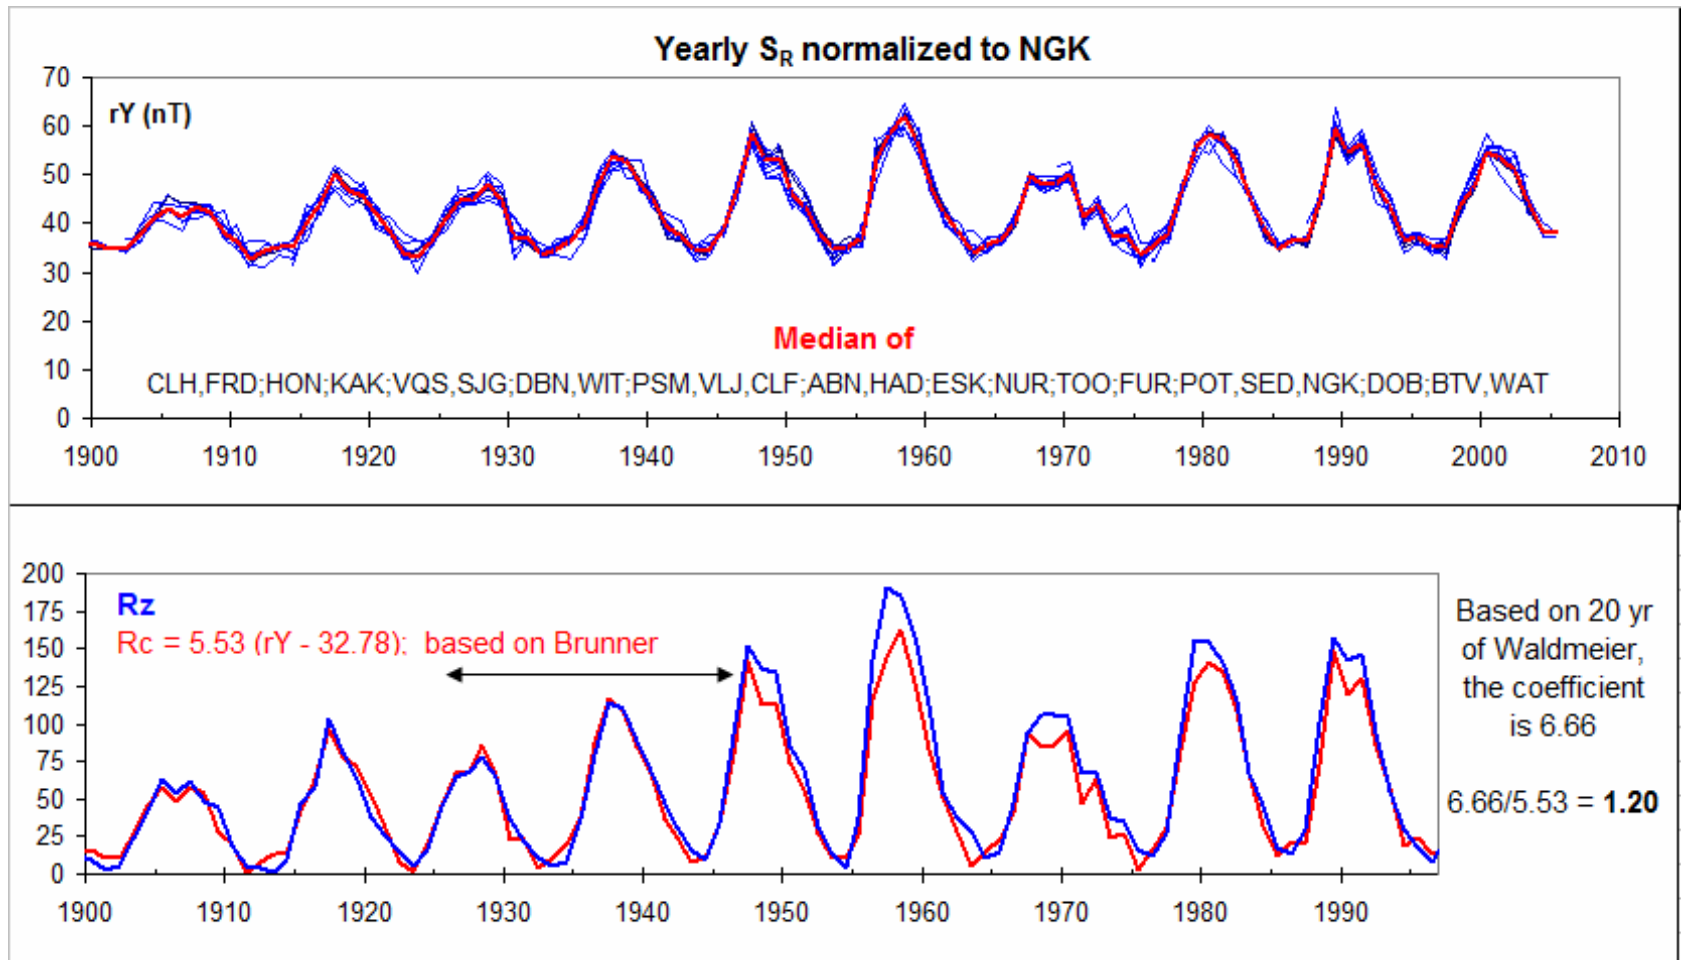 Yearly SR normalized to NGK
70
rY (nT)
60
50
40
30
20
Median of
10
CLH,FRD;HON;KAK;VQS,SJG;DBN,WIT;PSM,VLJ,CLF;ABN,HAD;ESK;NUR;TOO;FUR;POT,SED,NGK;DOB;BTV,WAT
0
1900 1910 1920 1930 1940 1950 1960 1970 1980 1990 2000 2010
200
Rz
175
Rc = 5.53 (rY - 32.78); based on Brunner
150
125
100
75
50
25
0
1900 1910 1920 1930 1940 1950 1960 1970 1980 1990
Based on 20 yr
of Waldmeier,
the coefficient
is 6.66
6.66/5.53 = 1.20